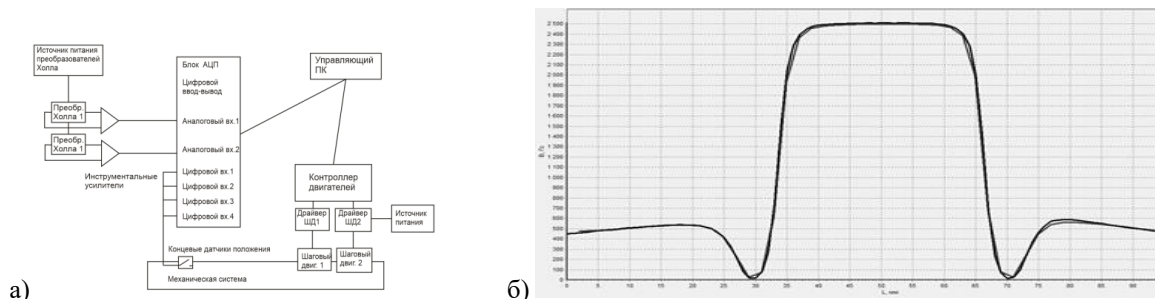 Источник питания
преобразователей
Холла
Преобр.
Холла 1
Преобр.
Холла 1
Инструментальные
усилители
Блок АЦП
Цифровой
ввод-вывод
Аналоговый вх.1
Аналоговый вх.2
Цифровой вх.1
Цифровой вх.2
Цифровой вх.3
Цифровой вх.4
Управляющий
ПК
Контроллер
двигателей
Драйвер
ШД1
Драйвер
ШД2
Источник
питания
Концевые датчики положения
Шаговый
двиг. 1
Шаговый
двиг. 2
Механическая система
а)
2 500
2 400
2 300
2 200
2 100
2 000
1 900
1 800
1 700
1 600
1 500
1 400
1 300
1 200
1 100
1 000
900
800
700
600
500
400
300
200
100
0
0 5 10 15 20 25 30 35 40 45 50 55 60 65 70 75 80 85 90
L, мм
б)